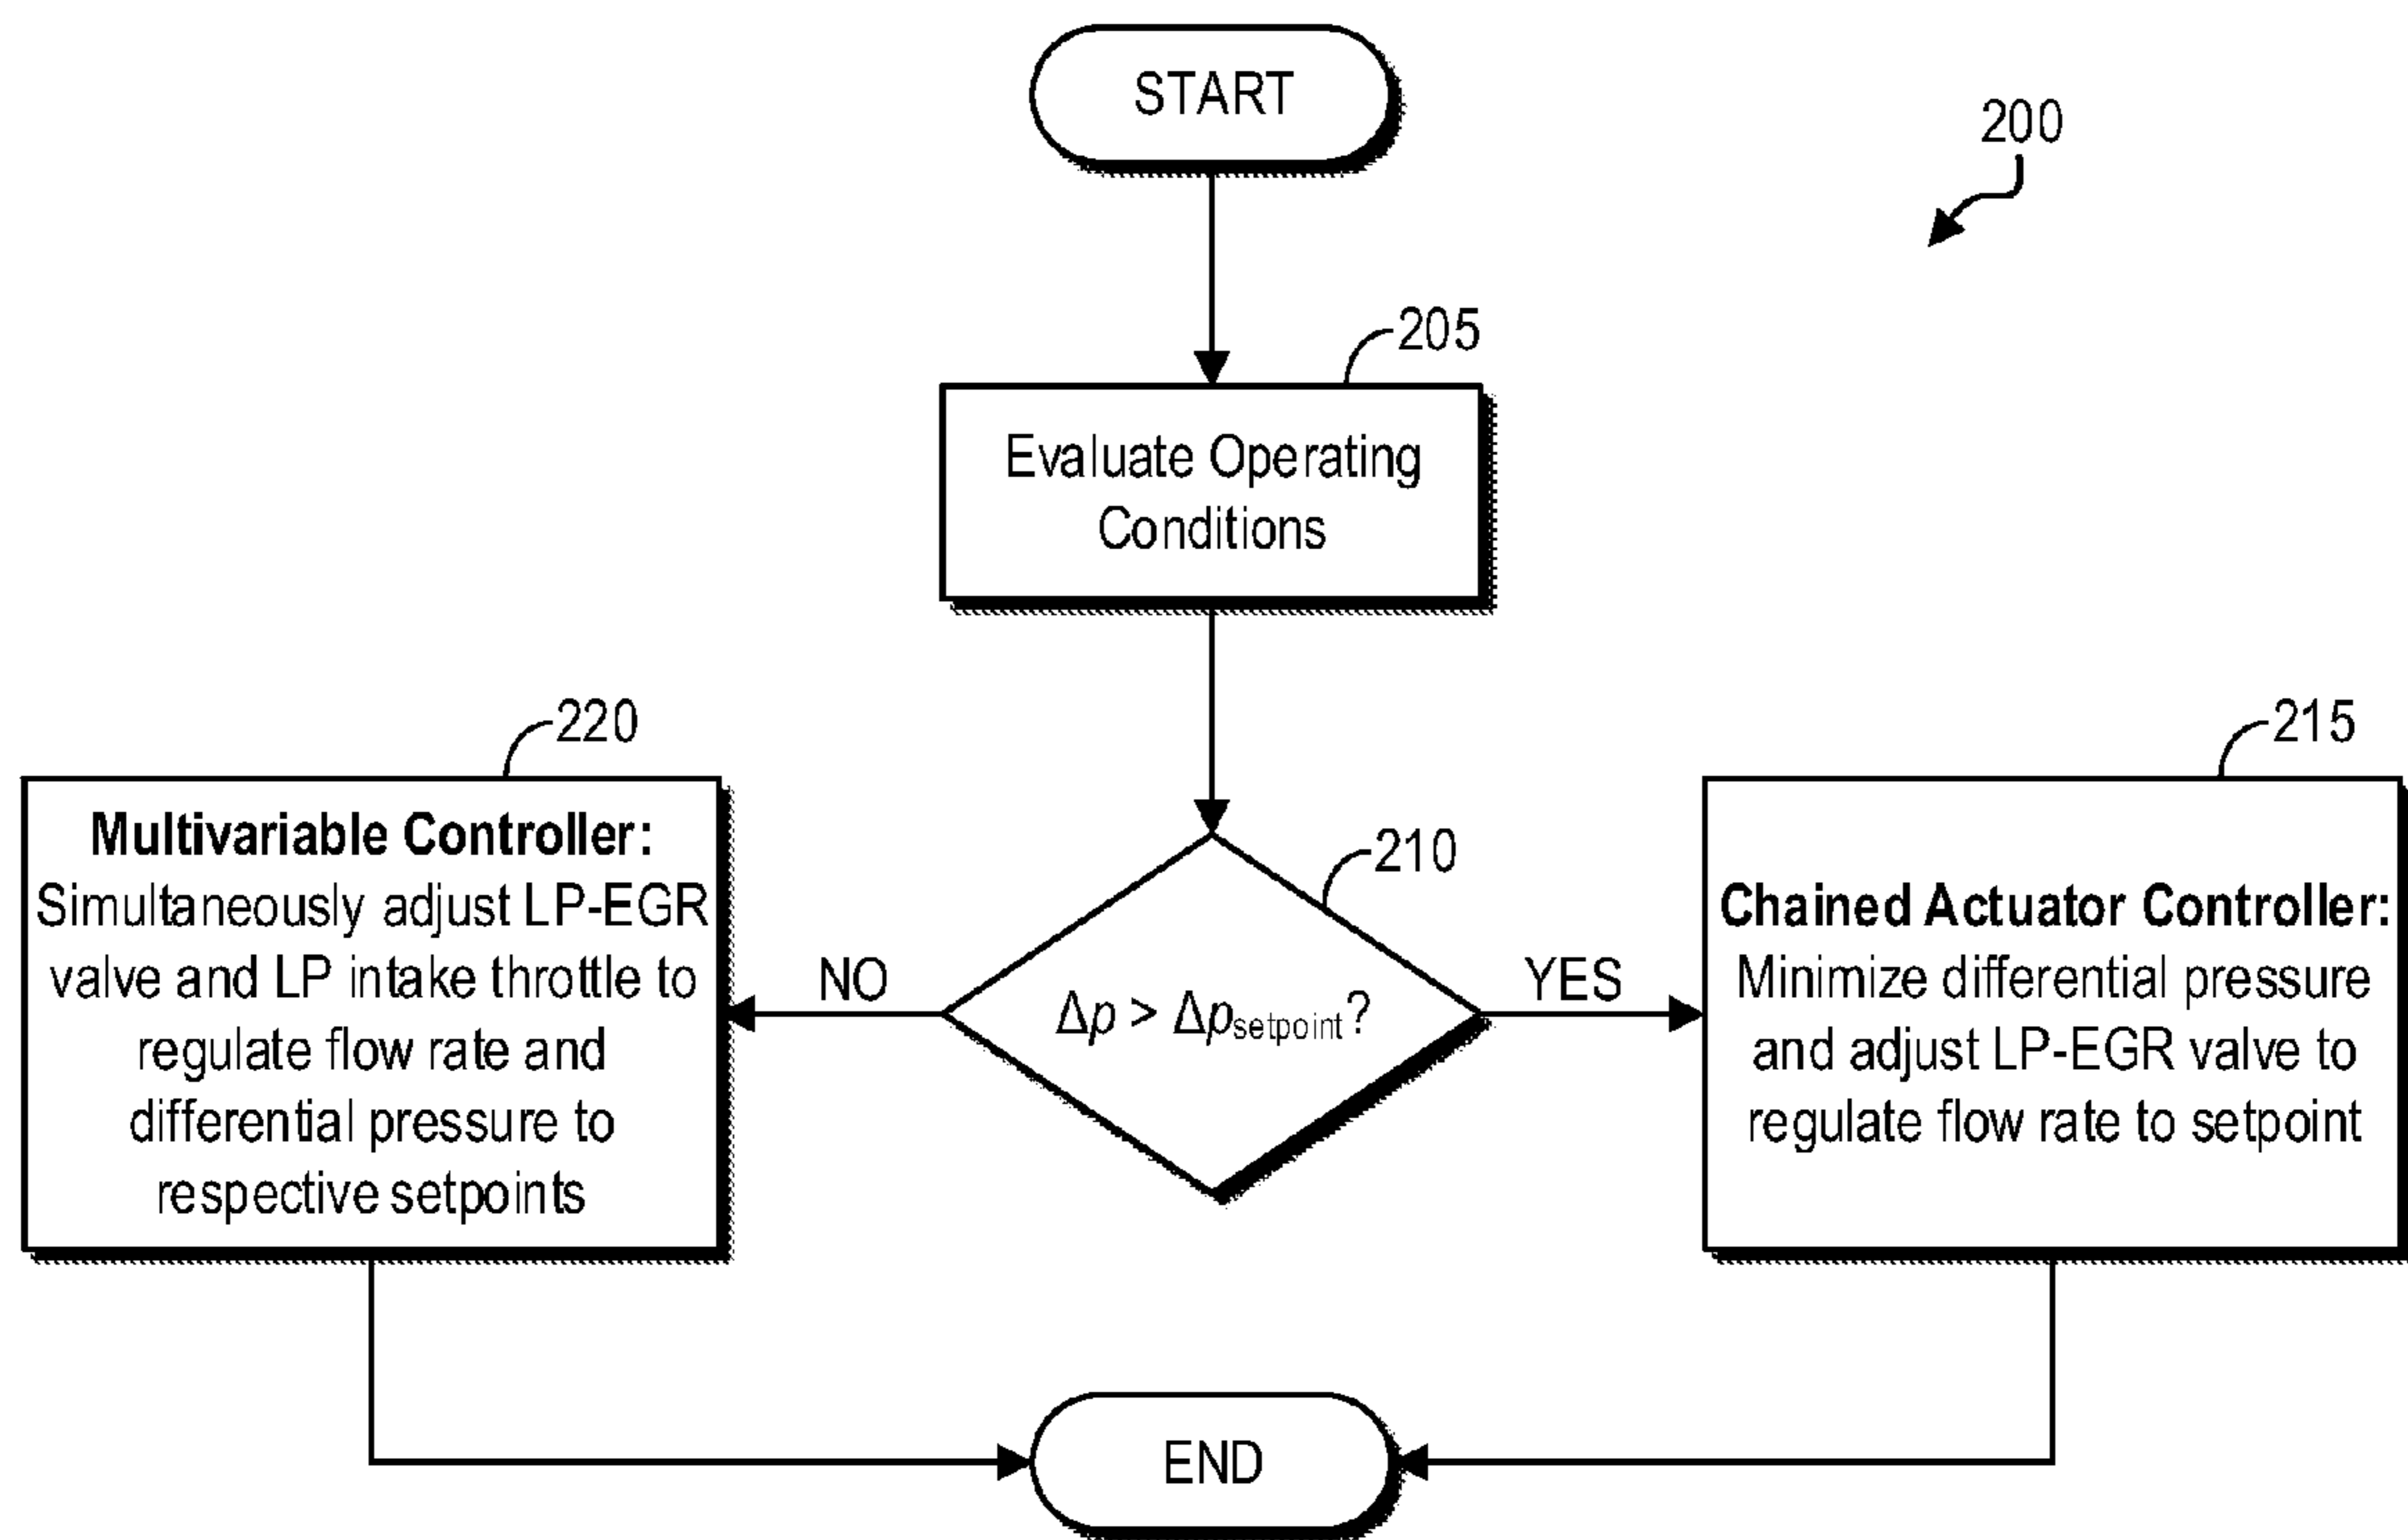 START
200
205
Evaluate Operating
Conditions
220
Multivariable Controller:
Simultaneously adjust LP-EGR
valve and LP intake throttle to
regulate flow rate and
differential pressure to
respective setpoints
NO
210
Δp > Δpsetpoint?
YES
215
Chained Actuator Controller:
Minimize differential pressure
and adjust LP-EGR valve to
regulate flow rate to setpoint
END